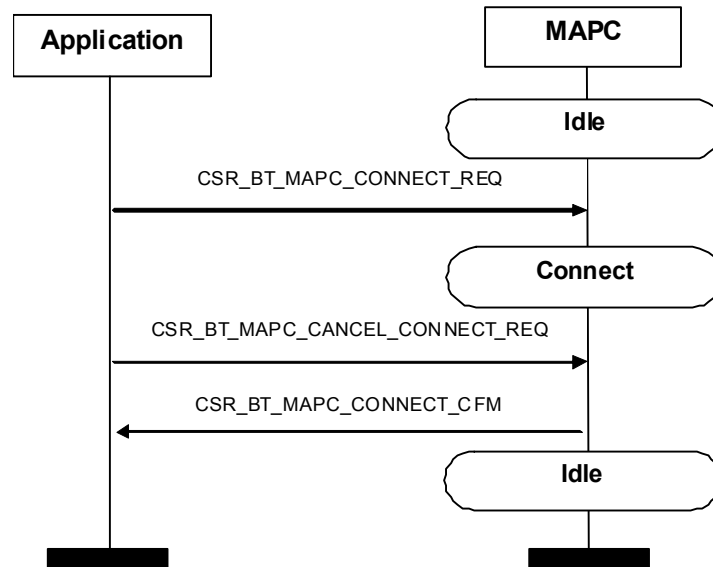 Application
MAPC
Idle
CSR_BT_MAPC_CONNECT_REQ
Connect
CSR_BT_MAPC_CANCEL_CONNECT_REQ
CSR_BT_MAPC_CONNECT_CFM
Idle